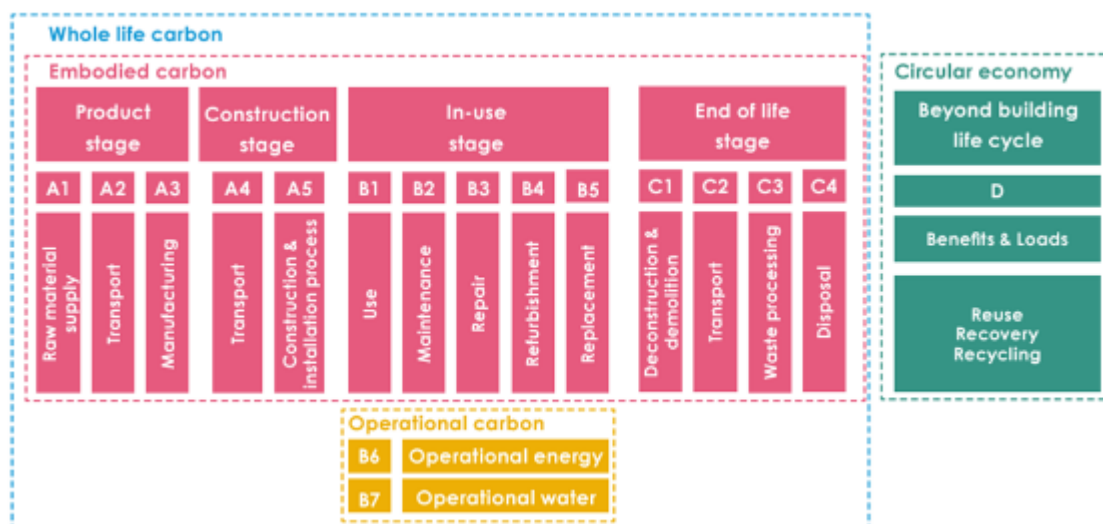 Whole life carbon
Embodied carbon
Product
stage
Construction
stage
In-use
stage
End of life
stage
A1
A2
A3
A4
A5
B1
B2
B3
B4
B5
C1
C2
C3
C4
Raw material
supply
Transport
Manufacturing
Transport
Construction &
installation process
Use
Maintenance
Repair
Refurbishment
Replacement
Deconstruction &
demolition
Transport
Waste processing
Disposal
Operational carbon
B6
Operational energy
B7
Operational water
Circular economy
Beyond building
life cycle
D
Benefits & Loads
Reuse
Recovery
Recycling